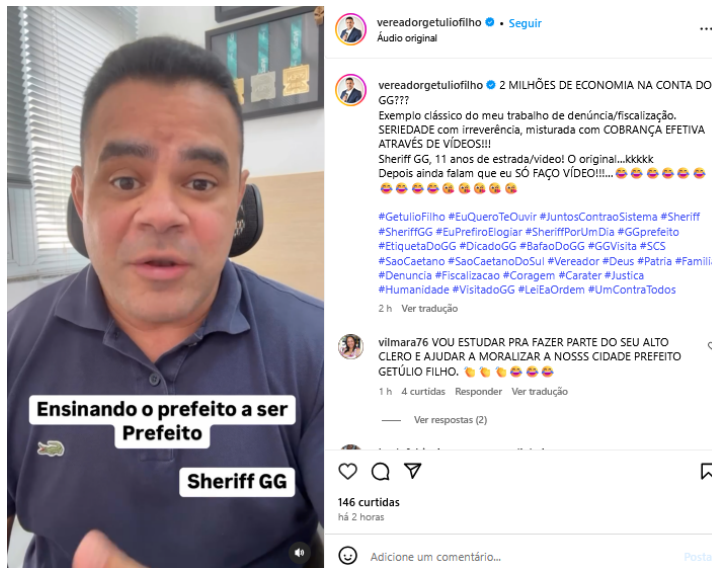 Ensinando o prefeito a ser
Prefeito
Sheriff GG
vereadorgetuliofilho • Seguir
Áudio original
vereadorgetuliofilho 2 MILHÕES DE ECONOMIA NA CONTA DO
GG???
Exemplo clássico do meu trabalho de denúncia/fiscalização.
SERIEDADE com irreverência, misturada com COBRANÇA EFETIVA
ATRAVÉS DE VÍDEOS!!!
Sheriff GG, 11 anos de estrada/video! O original...kkkkk
Depois ainda falam que eu SÓ FAÇO VÍDEO!!!...😂😂😂😂😂😂
😂😂😂😂😘😘😘😘😘
#GetulioFilho #EuQueroTeOuvir #JuntosContraoSistema #Sheriff
#SheriffGG #EuPrefiroElogiar #SheriffPorUmDia #GGprefeito
#EtiquetaDoGG #DicadoGG #BafaoDoGG #GGVisita #SCS
#SaoCaetano #SaoCaetanoDoSul #Vereador #Deus #Patria #Famili
#Denuncia #Fiscalizacao #Coragem #Carater #Justica
#Humanidade #VisitadoGG #LeiEaOrdem #UmContraTodos
2 h Ver tradução
vilmara76 VOU ESTUDAR PRA FAZER PARTE DO SEU ALTO
CLERO E AJUDAR A MORALIZAR A NOSSS CIDADE PREFEITO
GETÚLIO FILHO. 👏👏👏😂😂😂
1 h 4 curtidas Responder Ver tradução
Ver respostas (2)
146 curtidas
há 2 horas
Adicione um comentário...
Posta